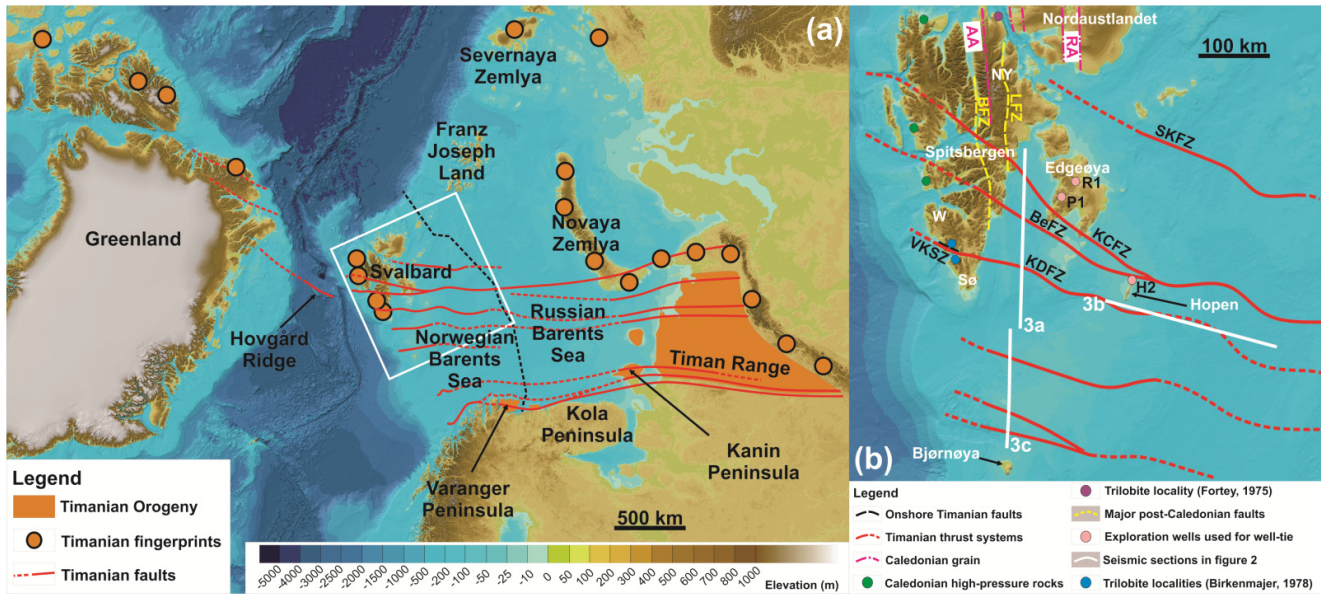 (a)
Severnaya
Zemlya
Franz
Joseph
Land
Greenland
Novaya
Zemlya
Svalbard
Hovgård
Ridge
Russian
Barents
Sea
Norwegian
Barents
Sea
Timan Range
Kola
Peninsula
Kanin
Peninsula
Varanger
Peninsula
500 km
Legend
Timanian Orogeny
Timanian fingerprints
Timanian faults
-5000
-4000
-3000
-2000
-1500
-1000
-500
-250
-100
-50
-25
-10
0
50
100
200
300
400
500
600
700
800
1000
Elevation (m)
Nordaustlandet
100 km
AA
RA
NY
BFZ
LFZ
SKFZ
Spitsbergen
Edgeøya
R1
P1
W
BeFZ
KCFZ
VKSZ
KDFZ
Sø
H2
Hopen
3b
3a
3c
Bjørnøya
(b)
Legend
Onshore Timanian faults
Timanian thrust systems
Caledonian grain
Caledonian high-pressure rocks
Trilobite locality (Fortey, 1975)
Major post-Caledonian faults
Exploration wells used for well-tie
Seismic sections in figure 2
Trilobite localities (Birkenmajer, 1978)